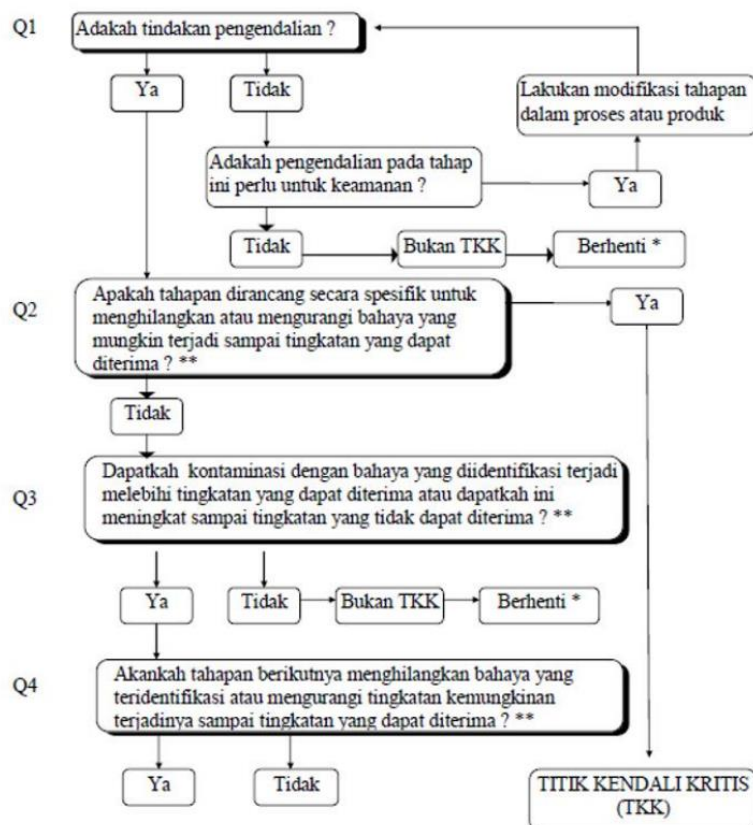 Q1
Adakah tindakan pengendalian ?
Ya
Tidak
Lakukan modifikasi tahapan
dalam proses atau produk
Adakah pengendalian pada tahap
ini perlu untuk keamanan ?
Ya
Tidak
Bukan TKK
Berhenti *
Q2
Apakah tahapan dirancang secara spesifik untuk
menghilangkan atau mengurangi bahaya yang
mungkin terjadi sampai tingkatan yang dapat
diterima ? **
Ya
Tidak
Q3
Dapatkah kontaminasi dengan bahaya yang diidentifikasi terjadi
melebihi tingkatan yang dapat diterima atau dapatkah ini
meningkat sampai tingkatan yang tidak dapat diterima ? **
Ya
Tidak
Bukan TKK
Berhenti *
Q4
Akankah tahapan berikutnya menghilangkan bahaya yang
teridentifikasi atau mengurangi tingkatan kemungkinan
terjadinya sampai tingkatan yang dapat diterima ? **
Ya
Tidak
TITIK KENDALI KRITIS
(TKK)